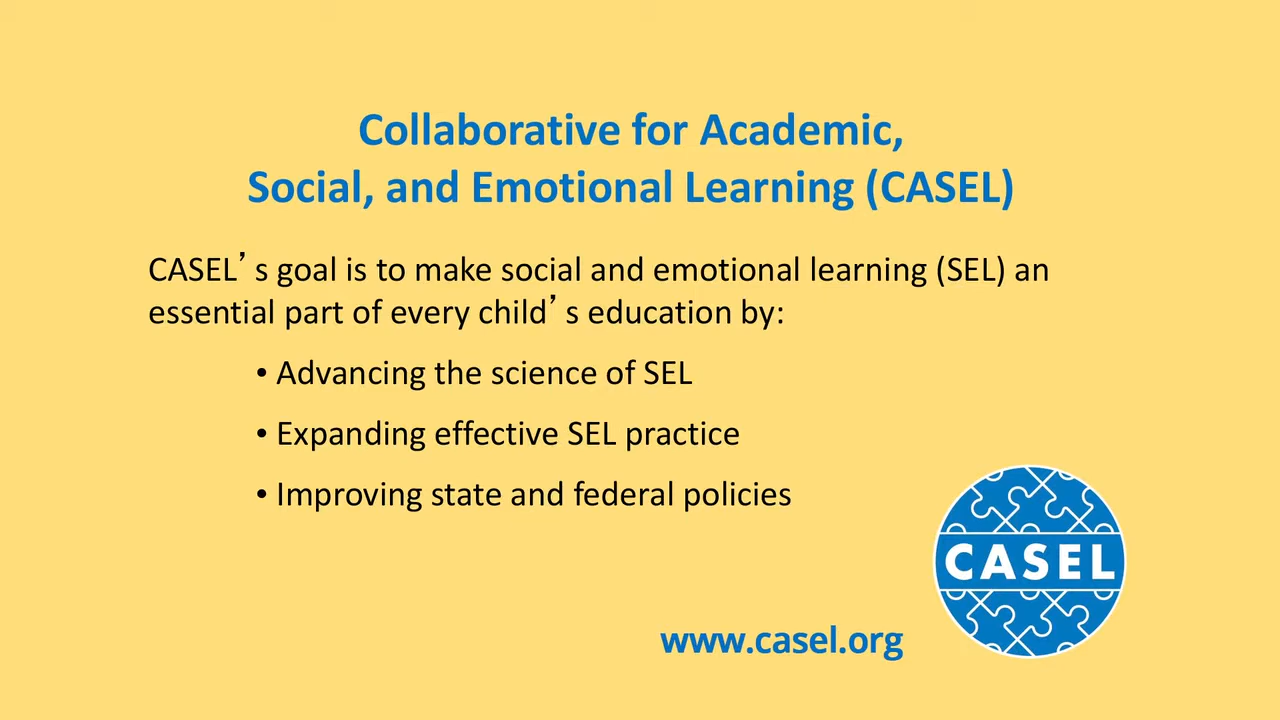 Collaborative for Academic,
Social, and Emotional Learning (CASEL)
CASEL’s goal is to make social and emotional learning (SEL) an
essential part of every child’s education by:
• Advancing the science of SEL
• Expanding effective SEL practice
• Improving state and federal policies
CASEL
www.casel.org